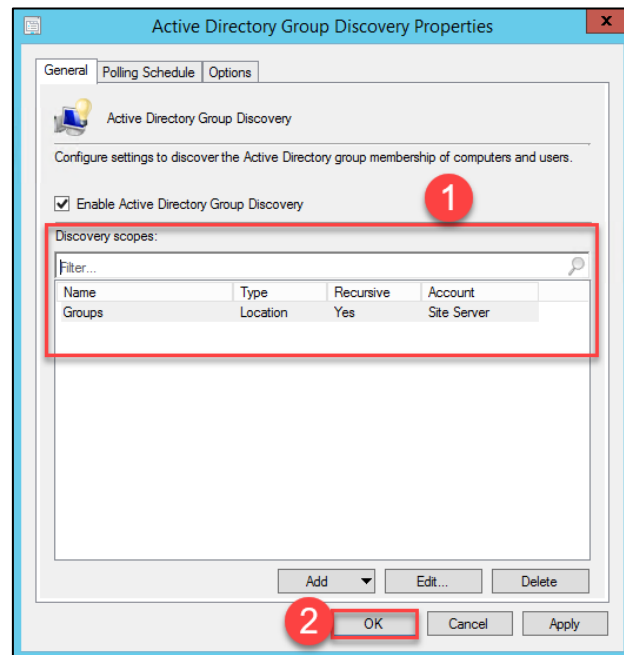 Active Directory Group Discovery Properties
x
General Polling Schedule Options
Active Directory Group Discovery
Configure settings to discover the Active Directory group membership of computers and users.
Enable Active Directory Group Discovery
1
Discovery scopes:
Filter...
Name Type Recursive Account
Groups Location Yes Site Server
Add Edit... Delete
2 OK Cancel Apply